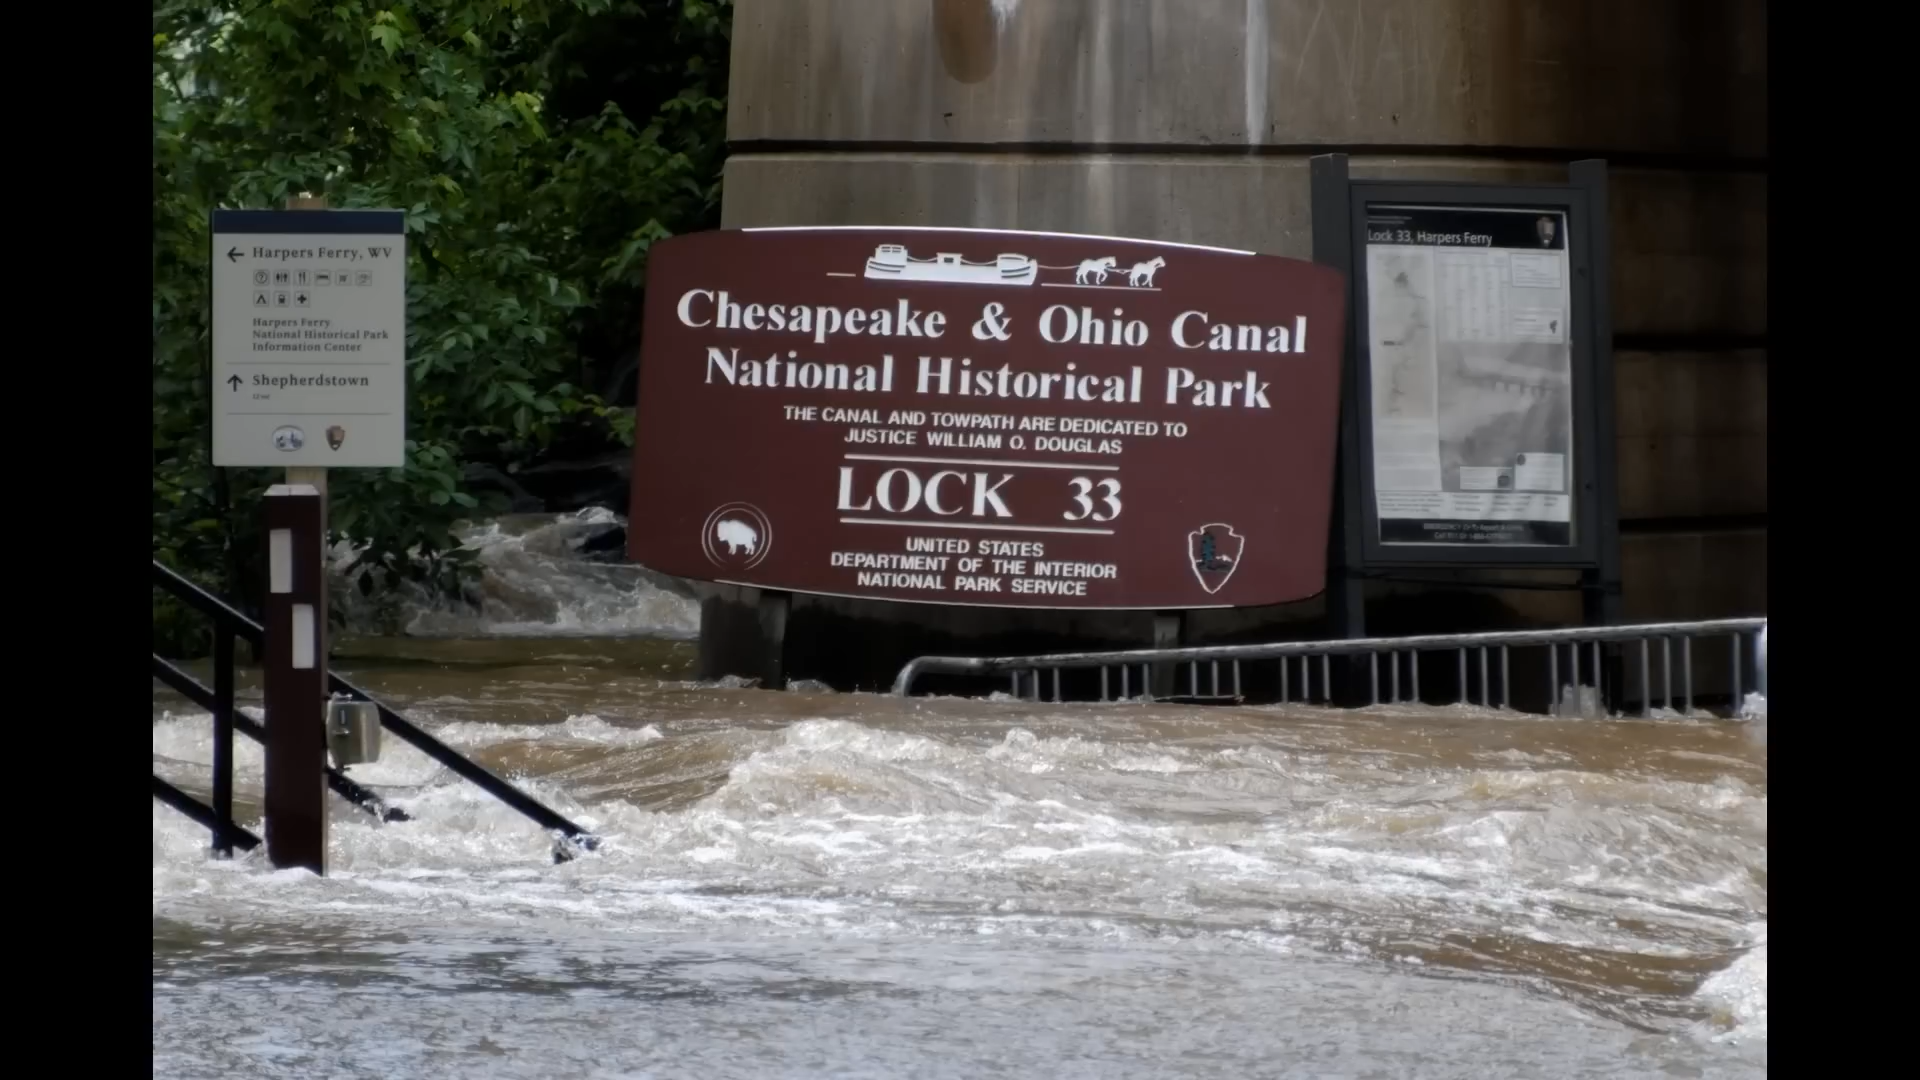 Harpers Ferry, WV
Harpers Ferry
National Historical Park
Information Center
Shepherdstown
Chesapeake & Ohio Canal
National Historical Park
THE CANAL AND TOWPATH ARE DEDICATED TO
JUSTICE WILLIAM O. DOUGLAS
LOCK 33
UNITED STATES
DEPARTMENT OF THE INTERIOR
NATIONAL PARK SERVICE
Lock 33, Harpers Ferry